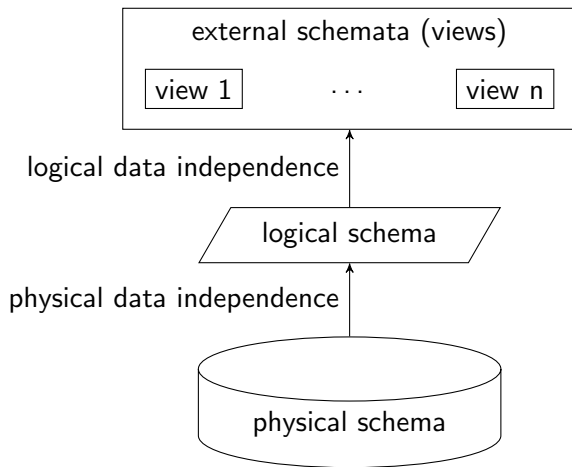 external schemata (views)
view 1 ... view n
logical data independence
logical schema
physical data independence
physical schema